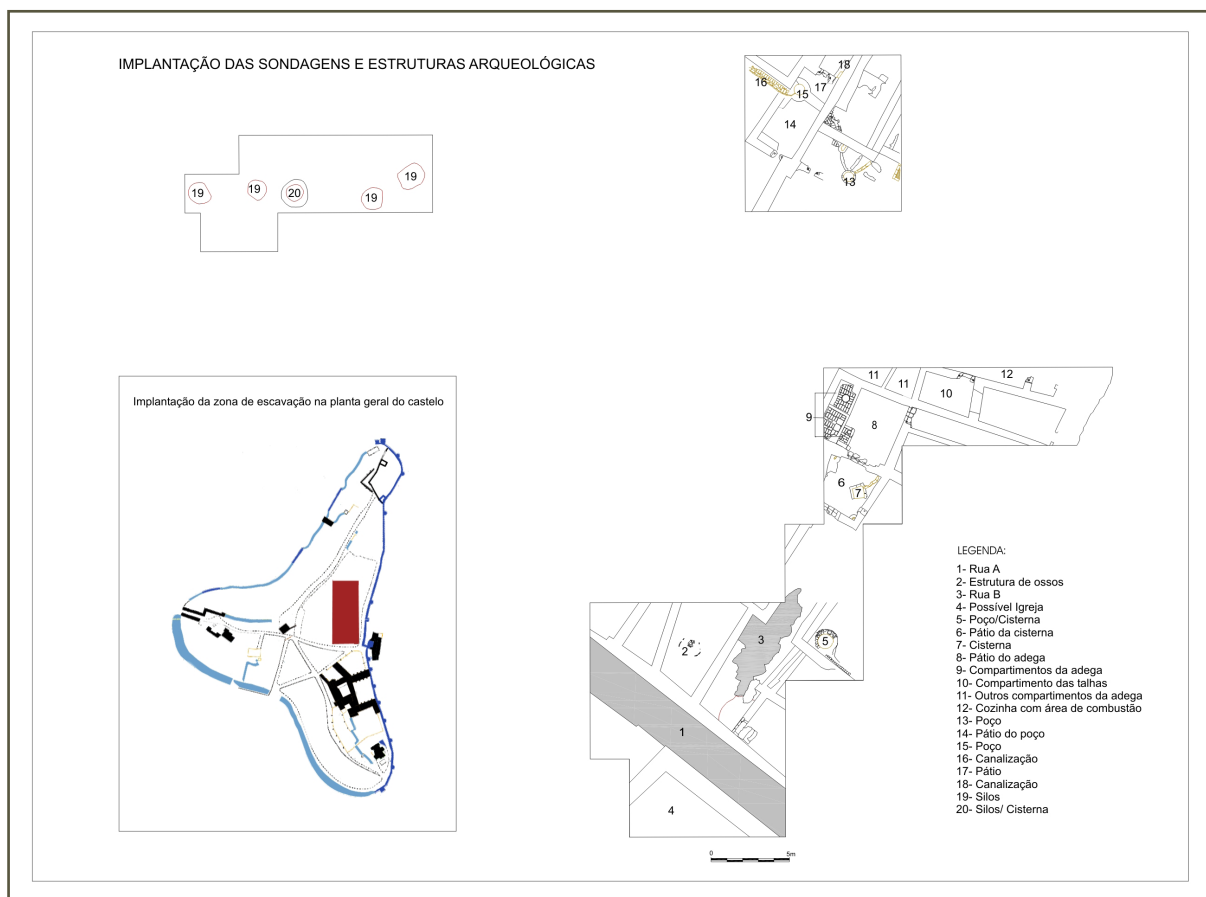 IMPLANTAÇÃO DAS SONDAGENS E ESTRUTURAS ARQUEOLÓGICAS
18
16
17
15
14
13
19
19
20
19
19
11
11
12
10
9
8
6
7
Implantação da zona de escavação na planta geral do castelo
2
3
5
1
4
0
5m
LEGENDA:
1- Rua A
2- Estrutura de ossos
3- Rua B
4- Possível Igreja
5- Poço/Cisterna
6- Pátio da cisterna
7- Cisterna
8- Pátio do adega
9- Compartimentos da adega
10- Compartimento das talhas
11- Outros compartimentos da adega
12- Cozinha com área de combustão
13- Poço
14- Pátio do poço
15- Poço
16- Canalização
17- Pátio
18- Canalização
19- Silos
20- Silos/ Cisterna